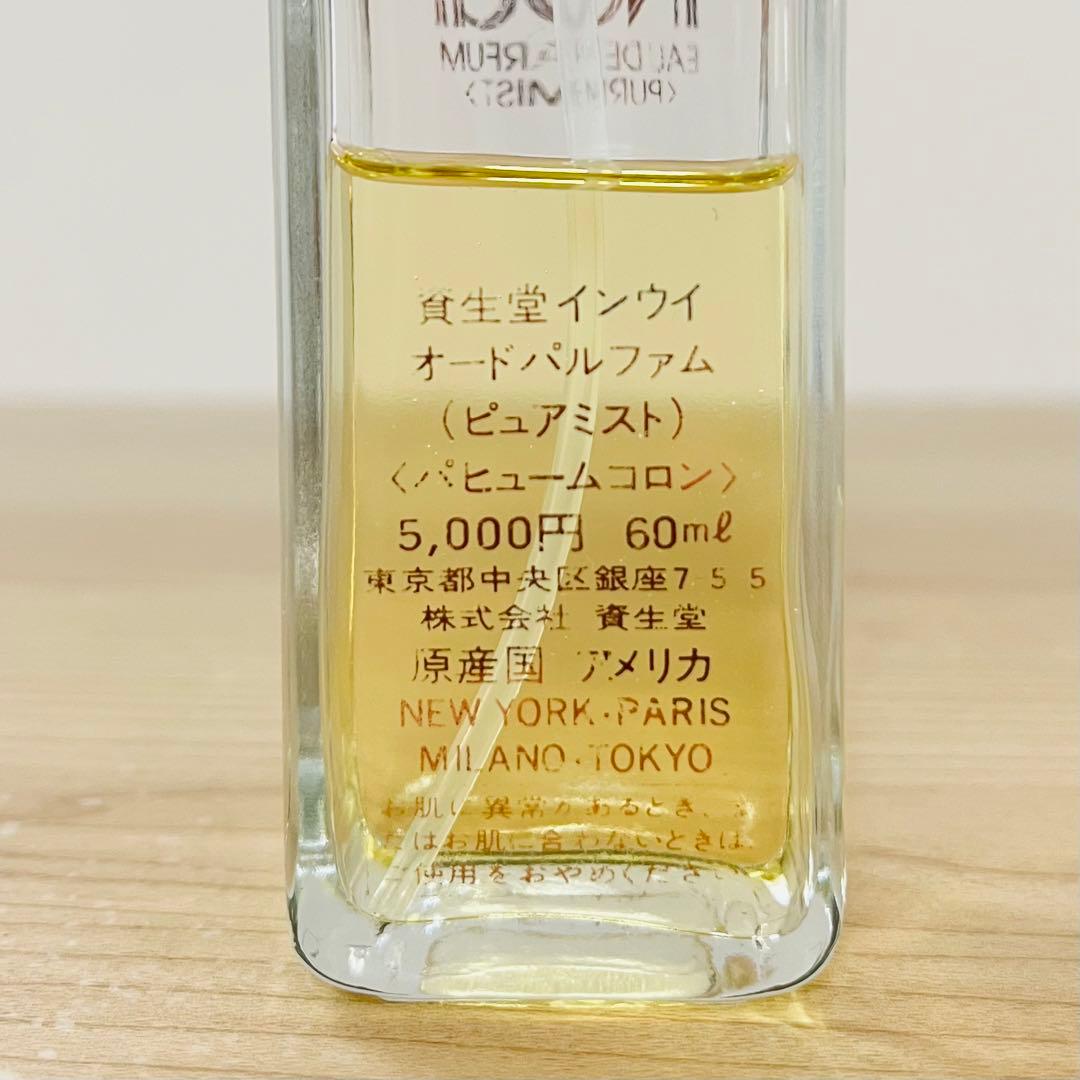 EAU DE PARFUM
資生堂インウイ
オードパルファム
(ピュアミスト)
〈パヒュームコロン〉
5,000円 60ml
東京都中央区銀座7 5 5
株式会社 資生堂
原産国 アメリカ
NEW YORK・PARIS
MILANO・TOKYO
お肌に異常があるとき、ま
たはお肌に合わないときは、
ご使用をおやめください